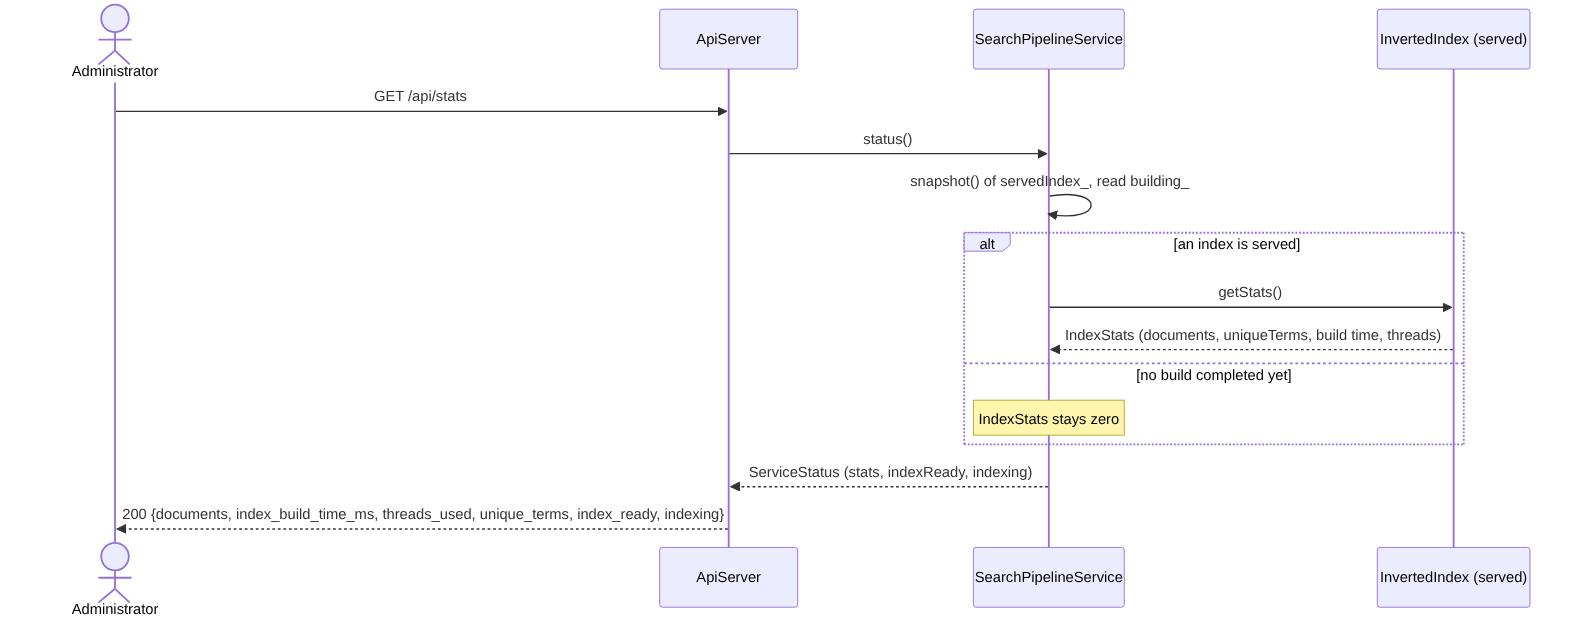 Administrator
ApiServer
SearchPipelineService
InvertedIndex (served)
GET /api/stats
status()
snapshot() of servedIndex_, read building_
alt
[an index is served]
getStats()
IndexStats (documents, uniqueTerms, build time, threads)
[no build completed yet]
IndexStats stays zero
ServiceStatus (stats, indexReady, indexing)
200 {documents, index_build_time_ms, threads_used, unique_terms, index_ready, indexing}
Administrator
ApiServer
SearchPipelineService
InvertedIndex (served)